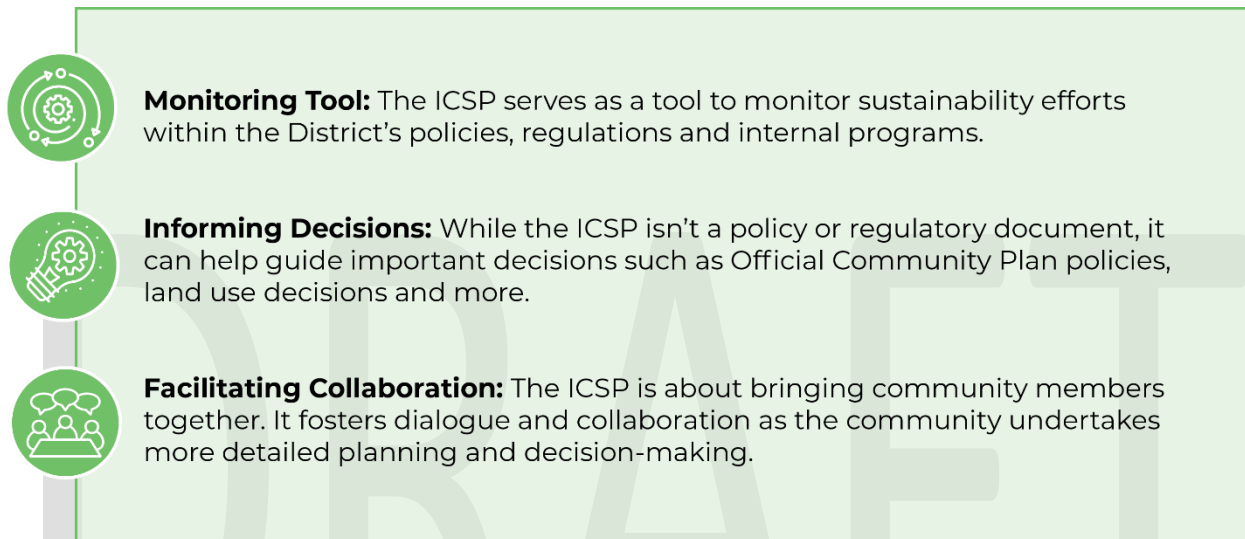 Monitoring Tool: The ICSP serves as a tool to monitor sustainability efforts
within the District’s policies, regulations and internal programs.
Informing Decisions: While the ICSP isn’t a policy or regulatory document, it
can help guide important decisions such as Official Community Plan policies,
land use decisions and more.
Facilitating Collaboration: The ICSP is about bringing community members
together. It fosters dialogue and collaboration as the community undertakes
more detailed planning and decision-making.
DRAFT